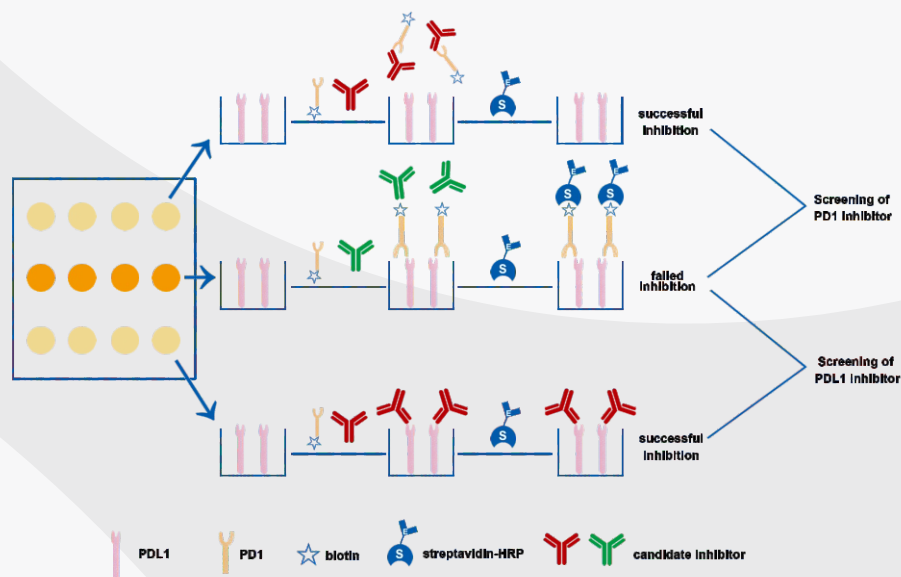 successful
inhibition
Screening of
PD1 inhibitor
failed
inhibition
Screening of
PDL1 inhibitor
successful
inhibition
S
E
S
E
S
E
S
E
S
E
PDL1
PD1
biotin
S
E
streptavidin-HRP
candidate inhibitor